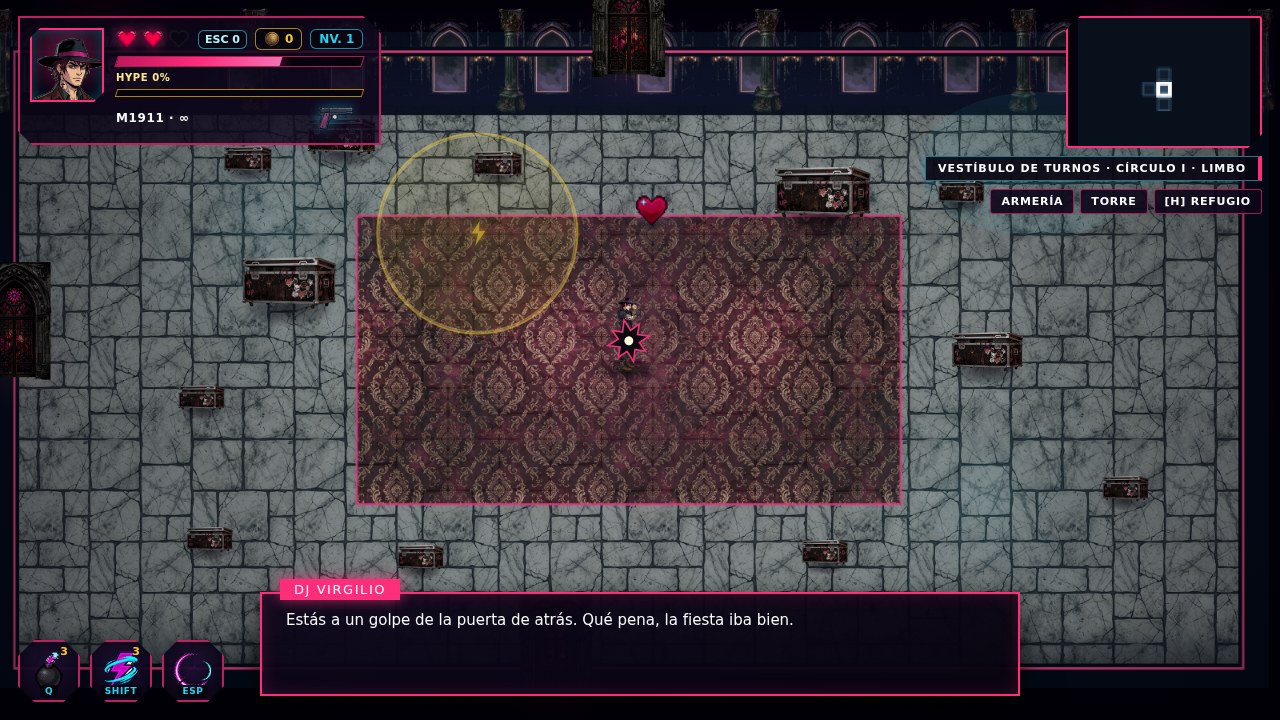 ESC 0
0
NV. 1
HYPE 0%
M1911 · ∞
VESTÍBULO DE TURNOS · CÍRCULO I · LIMBO
ARMERÍA
TORRE
[H] REFUGIO
DJ VIRGILIO
Estás a un golpe de la puerta de atrás. Qué pena, la fiesta iba bien.
3
Q
3
SHIFT
ESP